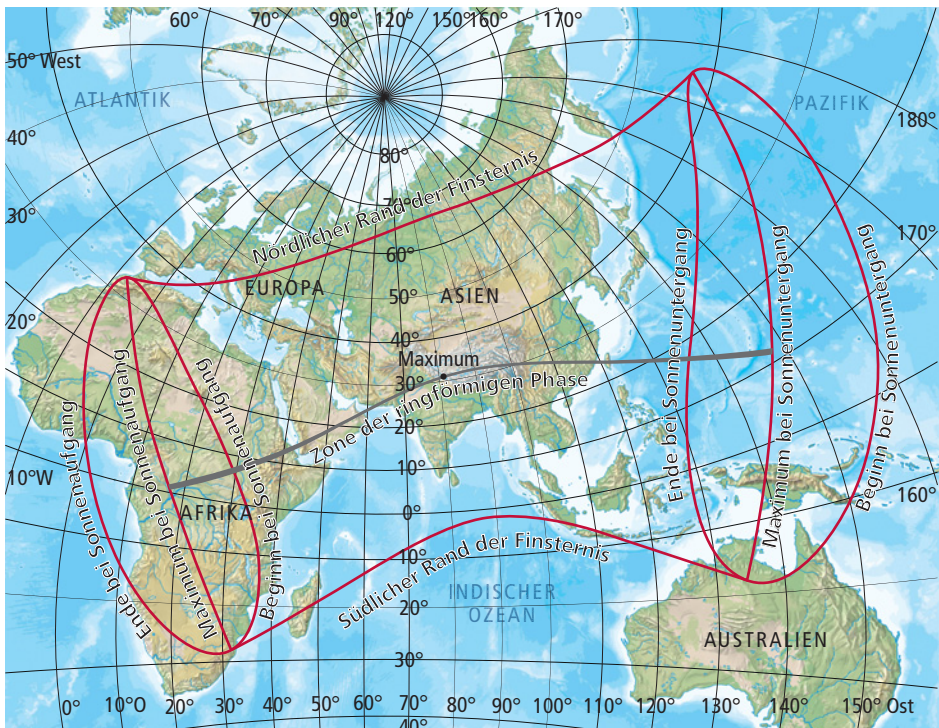 60°
70°
90°
120°
150°
160°
170°
50° West
ATLANTIK
PAZIFIK
180°
40°
80°
30°
Nördlicher Rand der Finsternis
70°
60°
170°
EUROPA
ASIEN
50°
20°
40°
Maximum
30°
Zone der ringförmigen Phase
20°
Ende bei Sonnenaufgang
Maximum bei Sonnenaufgang
Beginn bei Sonnenaufgang
Ende bei Sonnenuntergang
Maximum bei Sonnenuntergang
Beginn bei Sonnenuntergang
10°W
10°
160°
AFRIKA
0°
10°
Südlicher Rand der Finsternis
INDISCHER
OZEAN
20°
AUSTRALIEN
30°
0°
10°O
20°
30°
50°
60°
70°
80°
90°
100°
110°
120°
130°
140°
150° Ost
40°